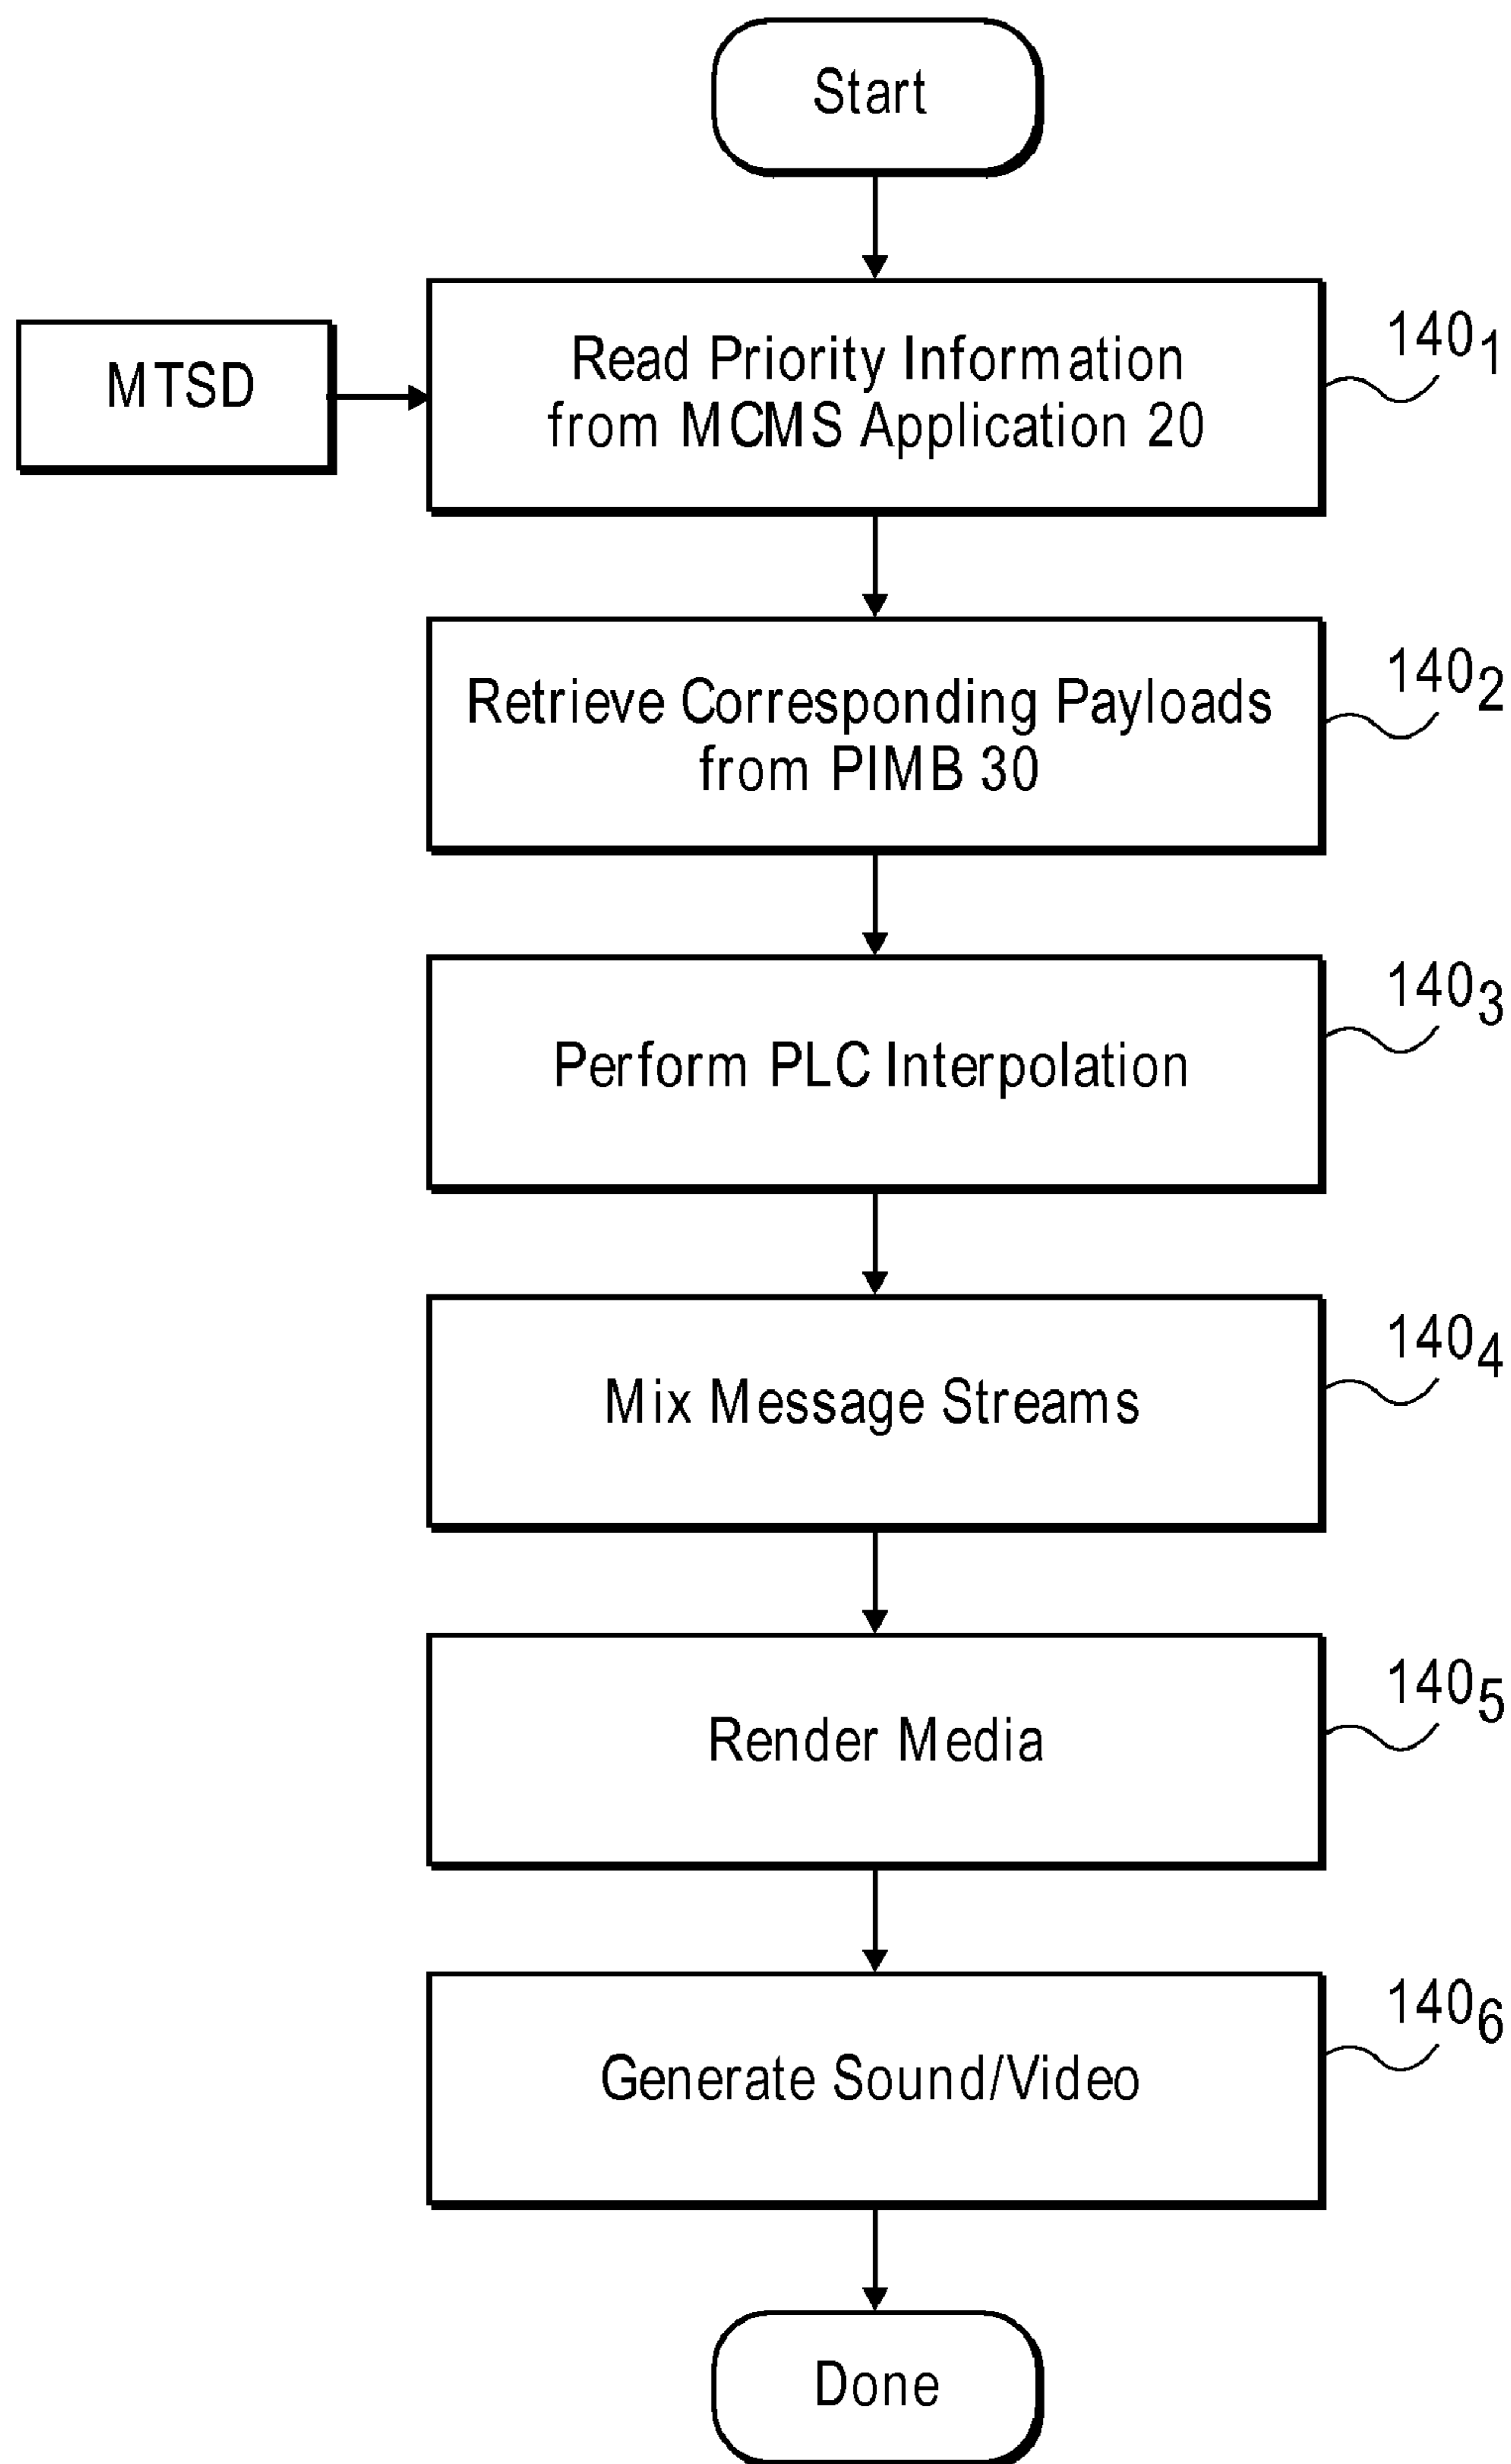 Start
MTSD
Read Priority Information
from MCMS Application 20
140₁
Retrieve Corresponding Payloads
from PIMB 30
140₂
Perform PLC Interpolation
140₃
Mix Message Streams
140₄
Render Media
140₅
Generate Sound/Video
140₆
Done